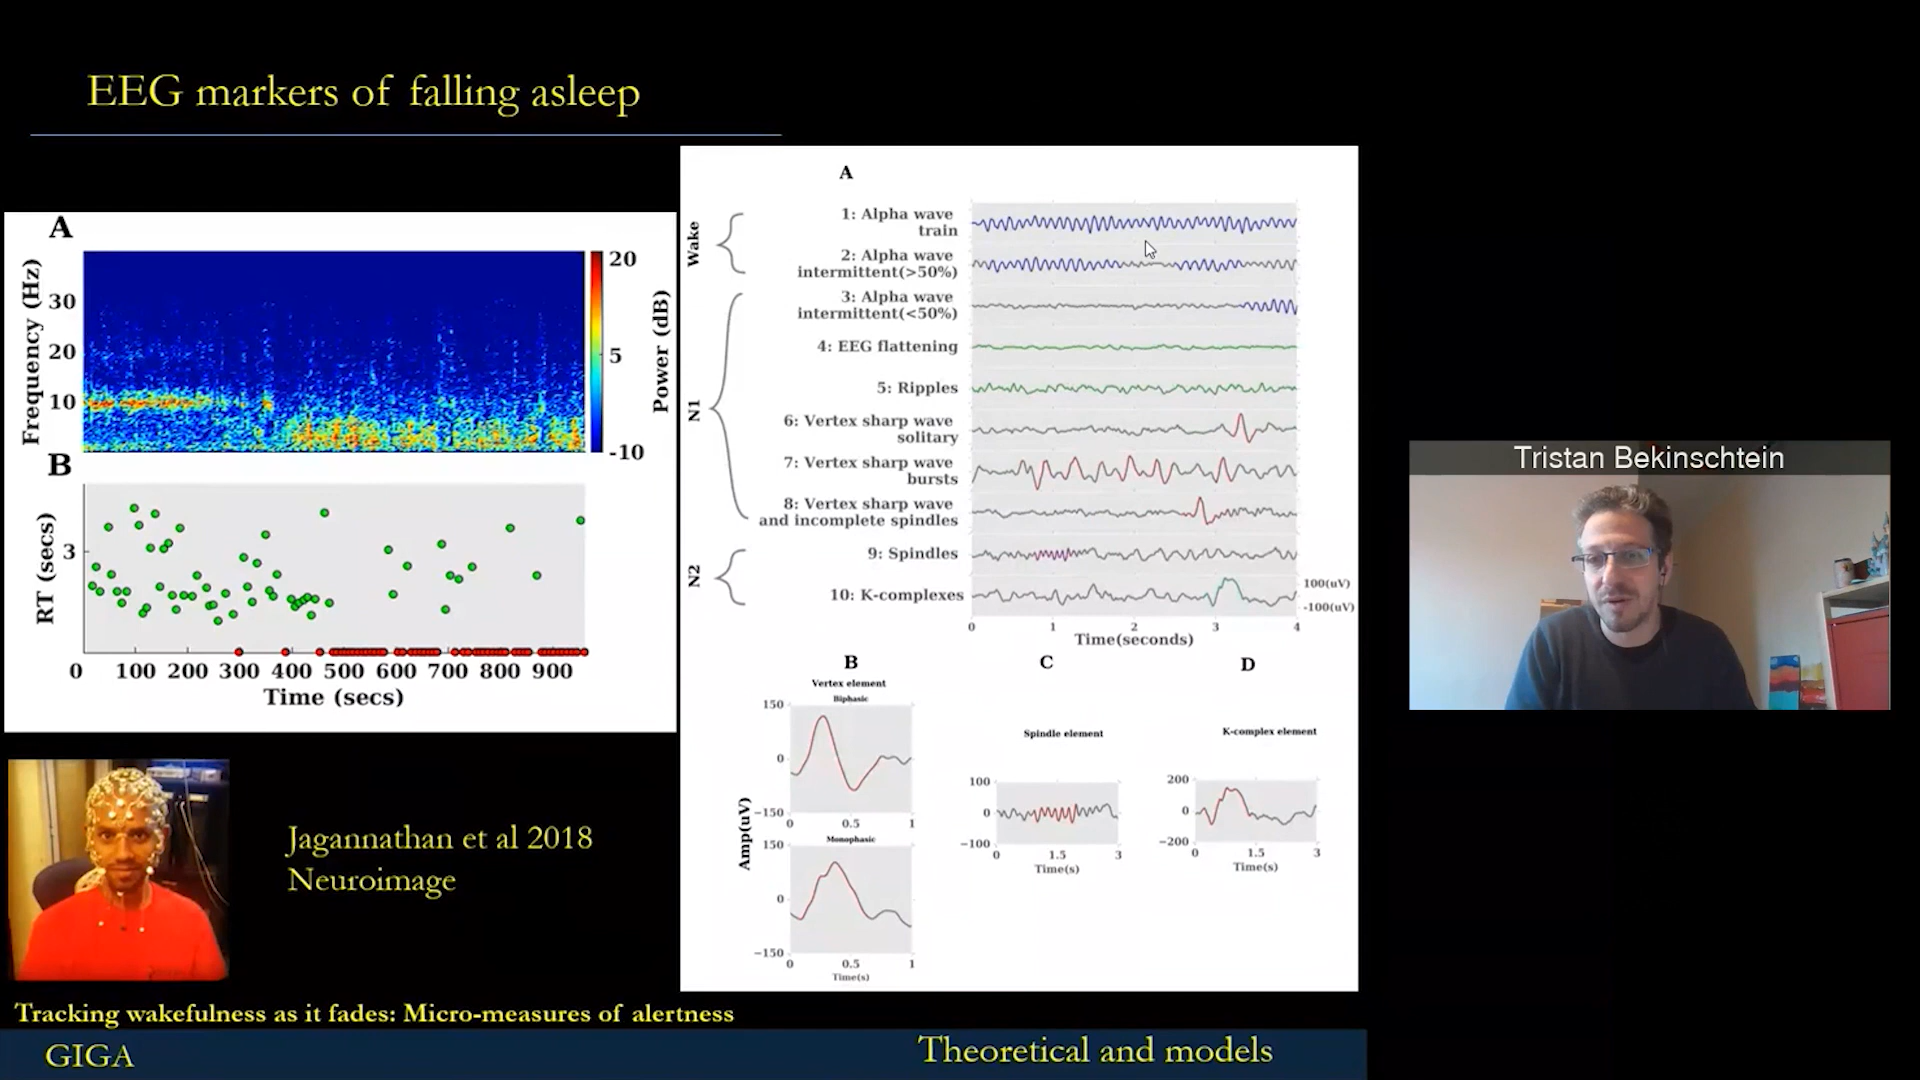 EEG markers of falling asleep
A
Frequency (Hz)
30
20
10
20
5
-10
Power (dB)
B
RT (secs)
3
0 100 200 300 400 500 600 700 800 900
Time (secs)
A
Wake
1: Alpha wave
train
2: Alpha wave
intermittent(>50%)
N1
3: Alpha wave
intermittent(<50%)
4: EEG flattening
5: Ripples
6: Vertex sharp wave
solitary
7: Vertex sharp wave
bursts
8: Vertex sharp wave
and incomplete spindles
N2
9: Spindles
10: K-complexes
100(uV)
-100(uV)
0 1 2 3 4
Time(seconds)
B
Vertex element
Biphasic
150
0
−150
0 0.5 1
Monophasic
150
0
−150
0 0.5 1
Time(s)
Amp(uV)
C
Spindle element
100
0
−100
0 1.5 3
Time(s)
D
K-complex element
200
0
−200
0 1.5 3
Time(s)
Tristan Bekinschtein
Jagannathan et al 2018
Neuroimage
Tracking wakefulness as it fades: Micro-measures of alertness
GIGA
Theoretical and models